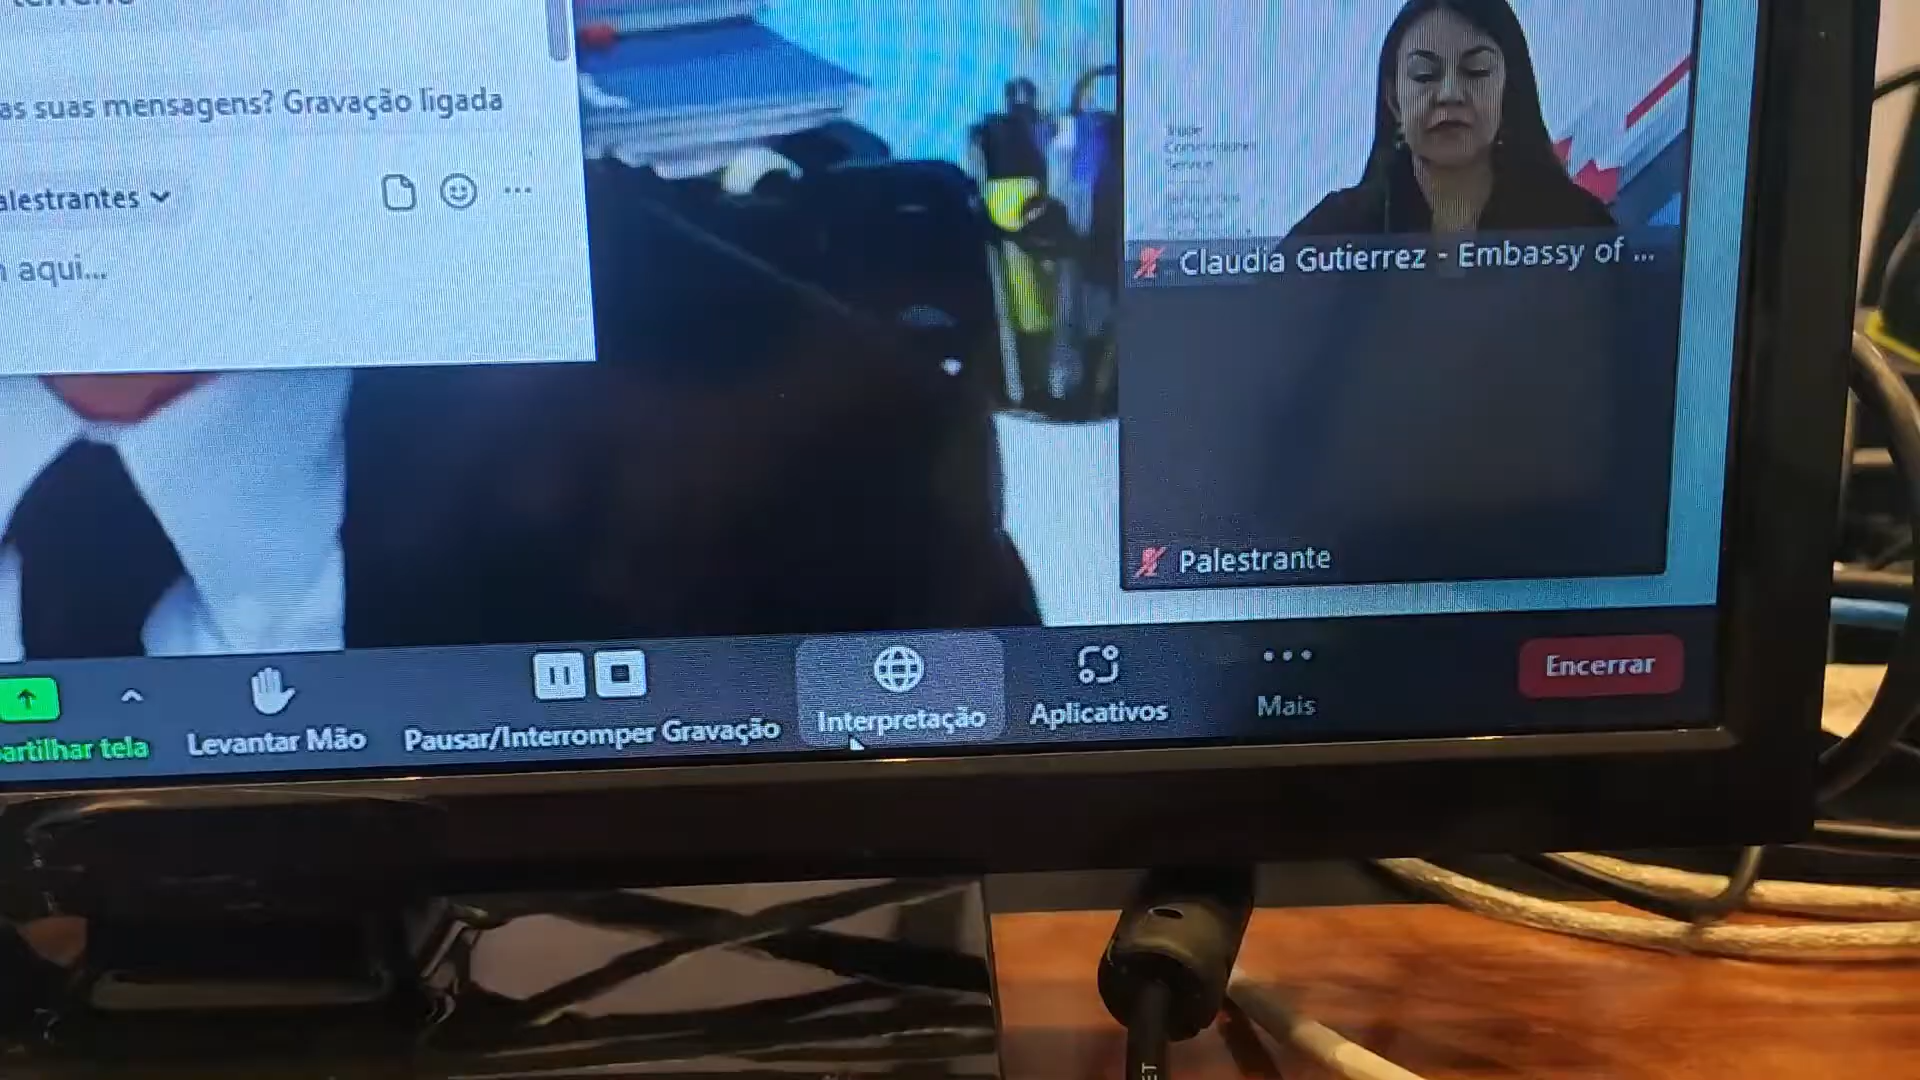 as suas mensagens? Gravação ligada
alestrantes
aqui...
Claudia Gutierrez - Embassy of ...
Palestrante
artilhar tela
Levantar Mão
Pausar/Interromper Gravação
Interpretação
Aplicativos
Mais
Encerrar